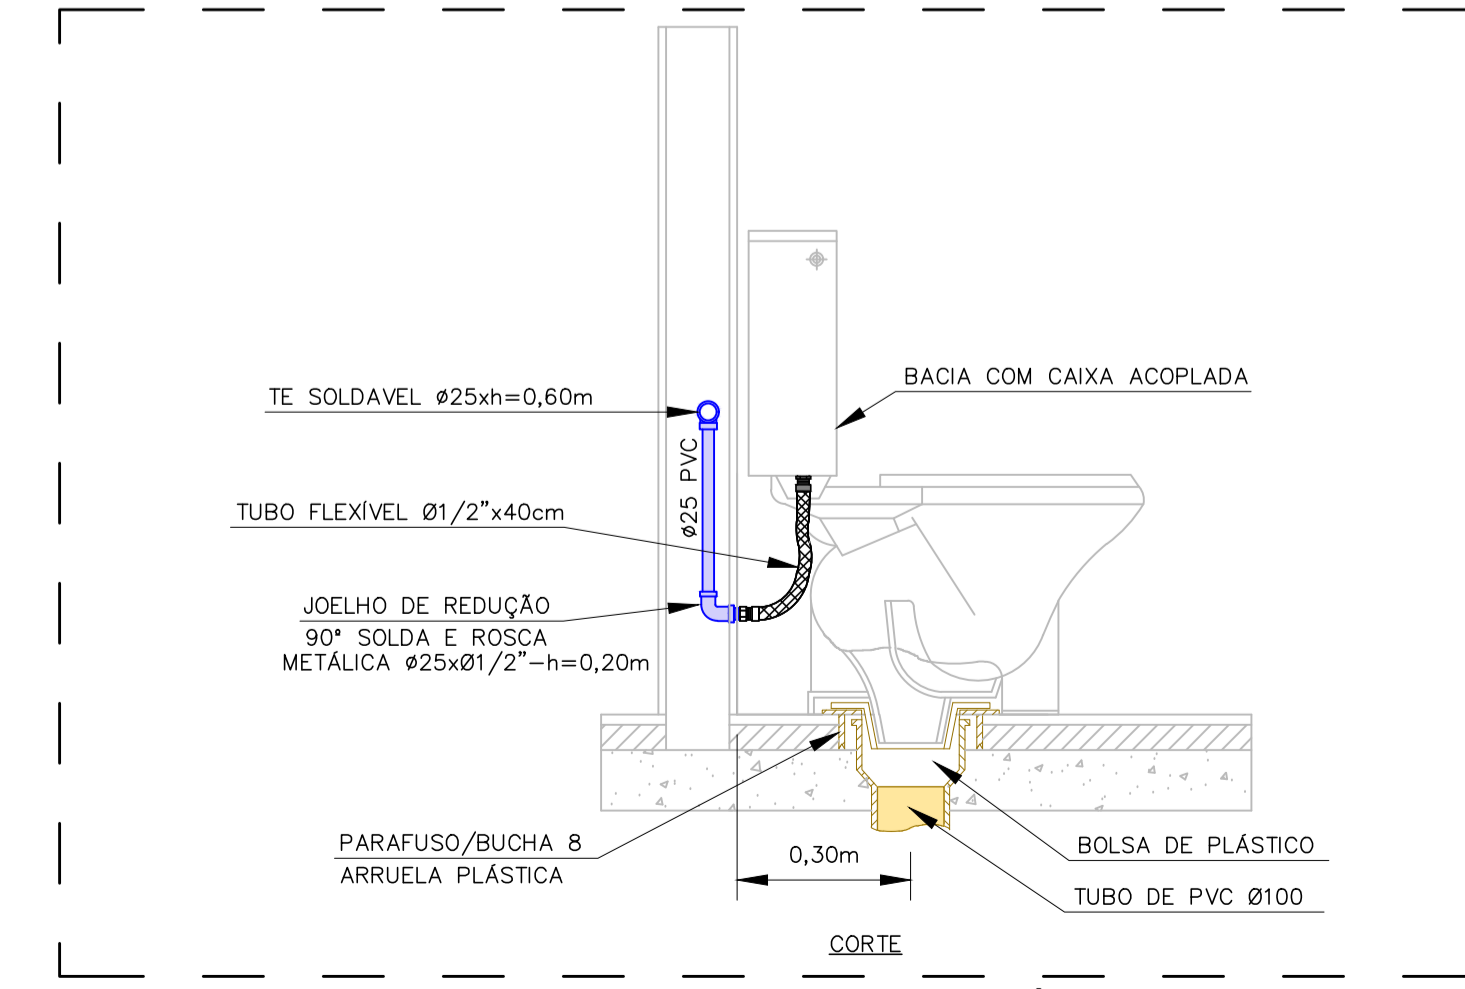 TE SOLDAVEL ø25xh=0,60m
BACIA COM CAIXA ACOPLADA
ø25 PVC
TUBO FLEXÍVEL Ø1/2"x40cm
JOELHO DE REDUÇÃO
90° SOLDA E ROSCA
METÁLICA ø25xØ1/2"-h=0,20m
PARAFUSO/BUCHA 8
ARRUELA PLÁSTICA
0,30m
BOLSA DE PLÁSTICO
TUBO DE PVC Ø100
CORTE